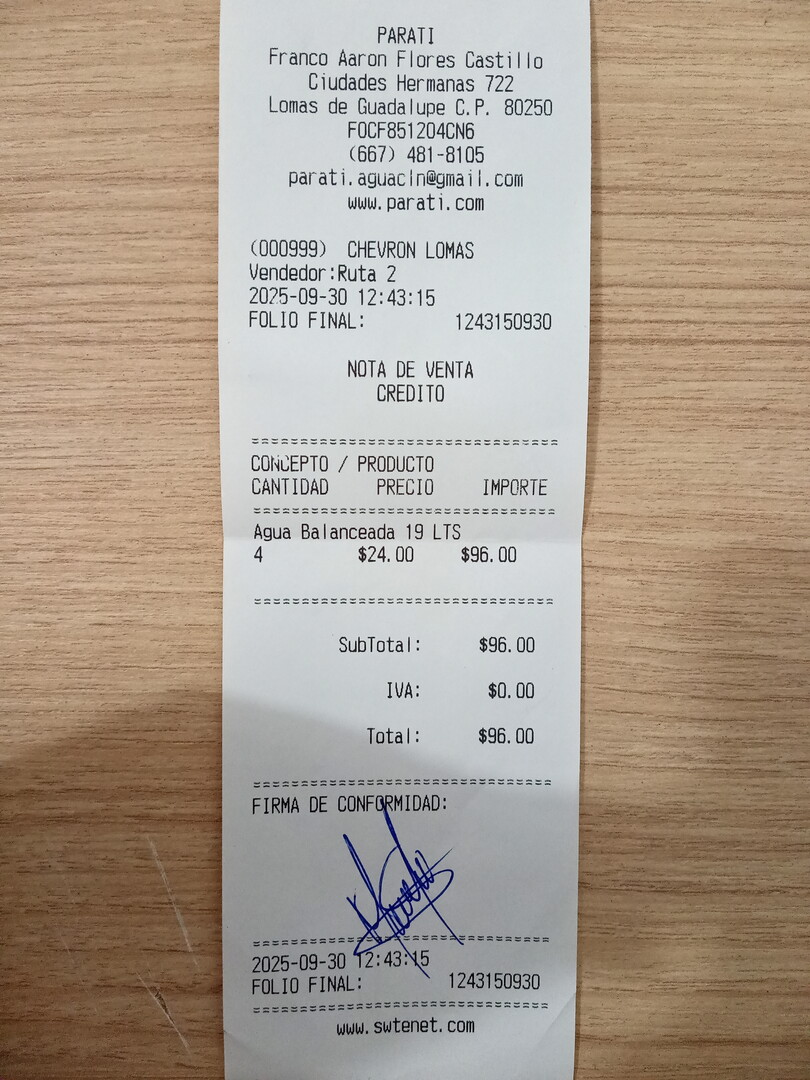 PARATI
Franco Aaron Flores Castillo
Ciudades Hermanas 722
Lomas de Guadalupe C.P. 80250
FOCF851204CN6
(667) 481-8105
parati.aguacln@gmail.com
www.parati.com
(000999) CHEVRON LOMAS
Vendedor:Ruta 2
2025-09-30 12:43:15
FOLIO FINAL: 1243150930
NOTA DE VENTA
CREDITO
==============================
CONCEPTO / PRODUCTO
CANTIDAD PRECIO IMPORTE
==============================
Agua Balanceada 19 LTS
4 $24.00 $96.00
==============================
SubTotal: $96.00
IVA: $0.00
Total: $96.00
==============================
FIRMA DE CONFORMIDAD:
==============================
2025-09-30 12:43:15
FOLIO FINAL: 1243150930
==============================
www.swtenet.com